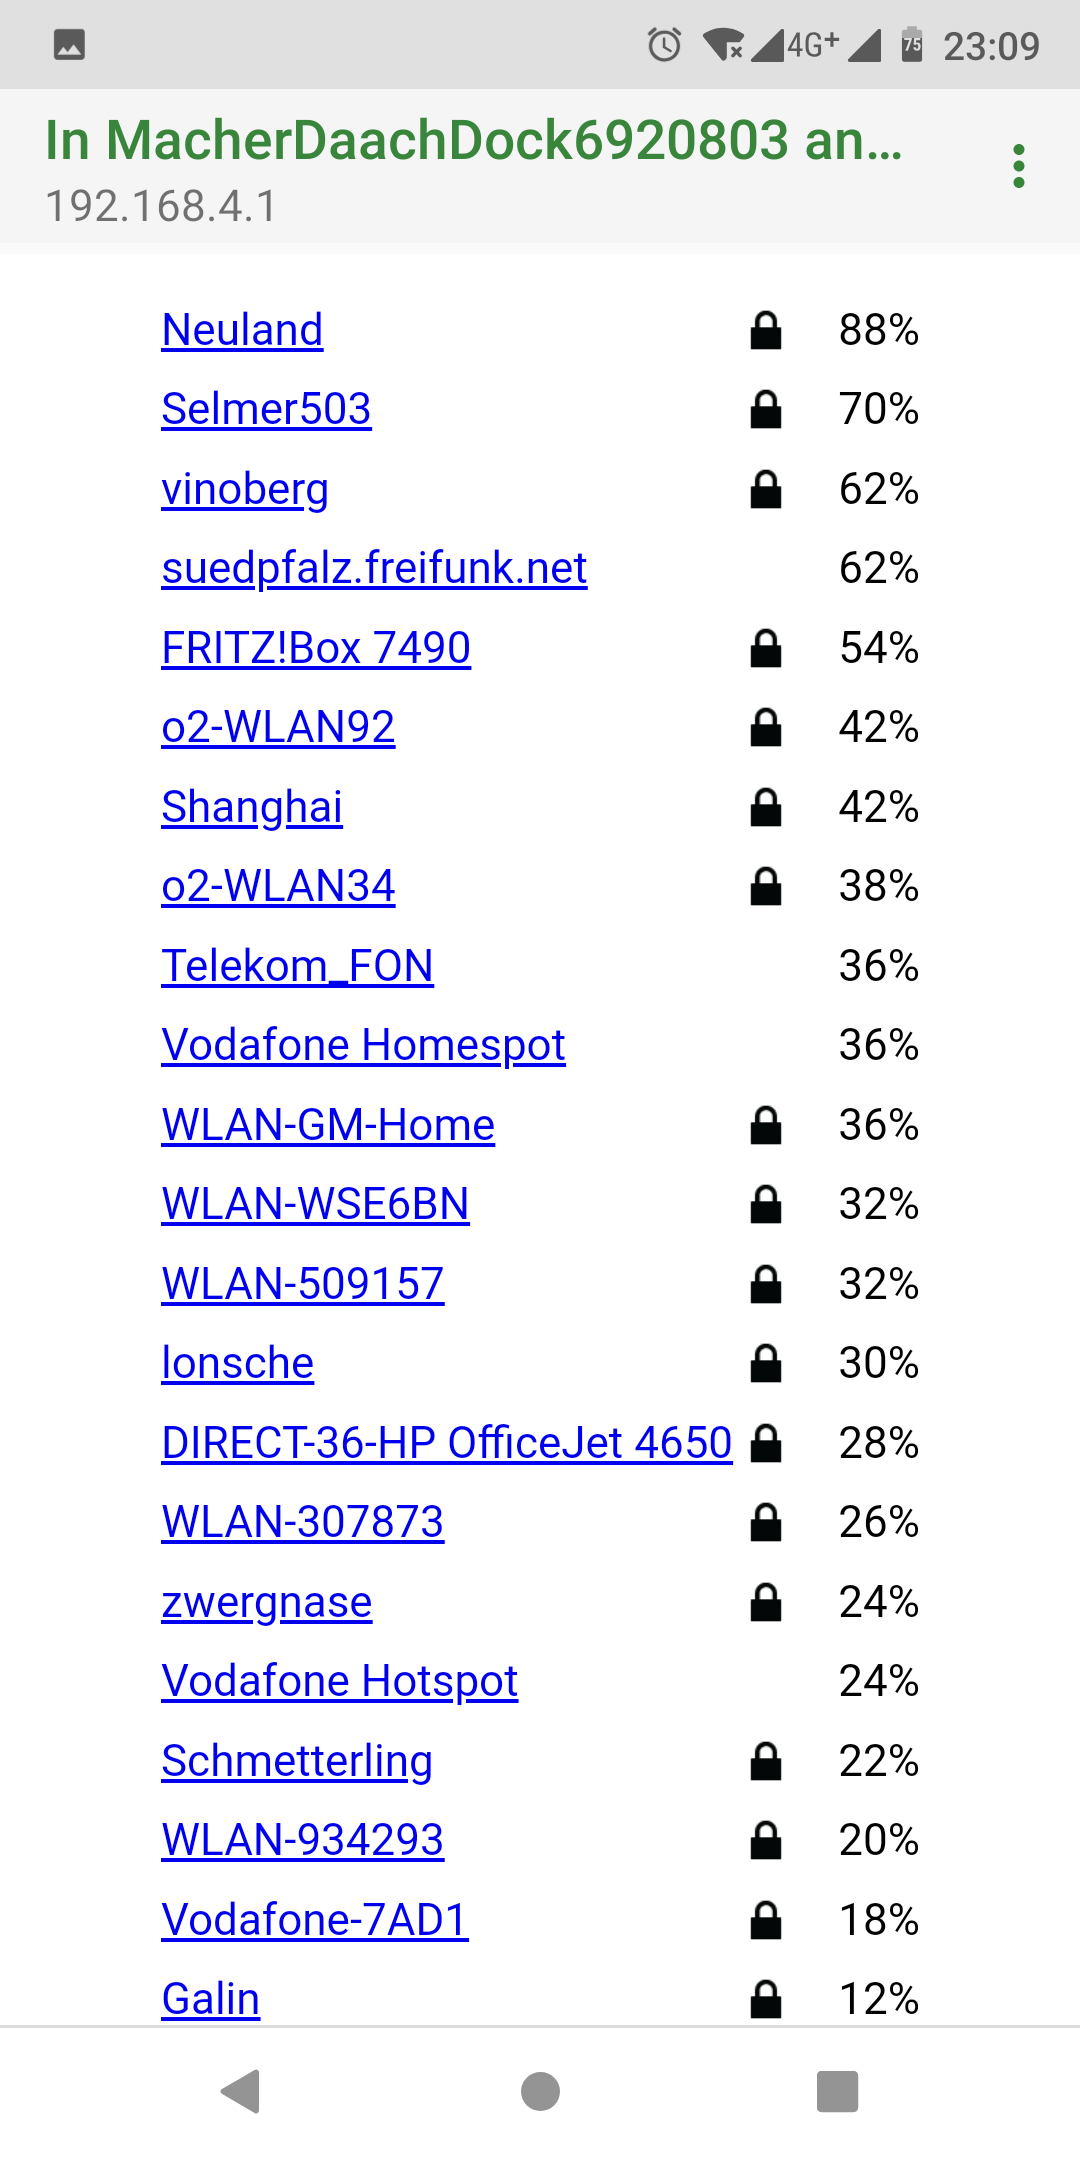 75 4G+ 23:09
In MacherDaachDock6920803 an...
192.168.4.1
Neuland 88%
Selmer503 70%
vinoberg 62%
suedpfalz.freifunk.net 62%
FRITZ!Box 7490 54%
o2-WLAN92 42%
Shanghai 42%
o2-WLAN34 38%
Telekom_FON 36%
Vodafone Homespot 36%
WLAN-GM-Home 36%
WLAN-WSE6BN 32%
WLAN-509157 32%
lonsche 30%
DIRECT-36-HP OfficeJet 4650 28%
WLAN-307873 26%
zwergnase 24%
Vodafone Hotspot 24%
Schmetterling 22%
WLAN-934293 20%
Vodafone-7AD1 18%
Galin 12%